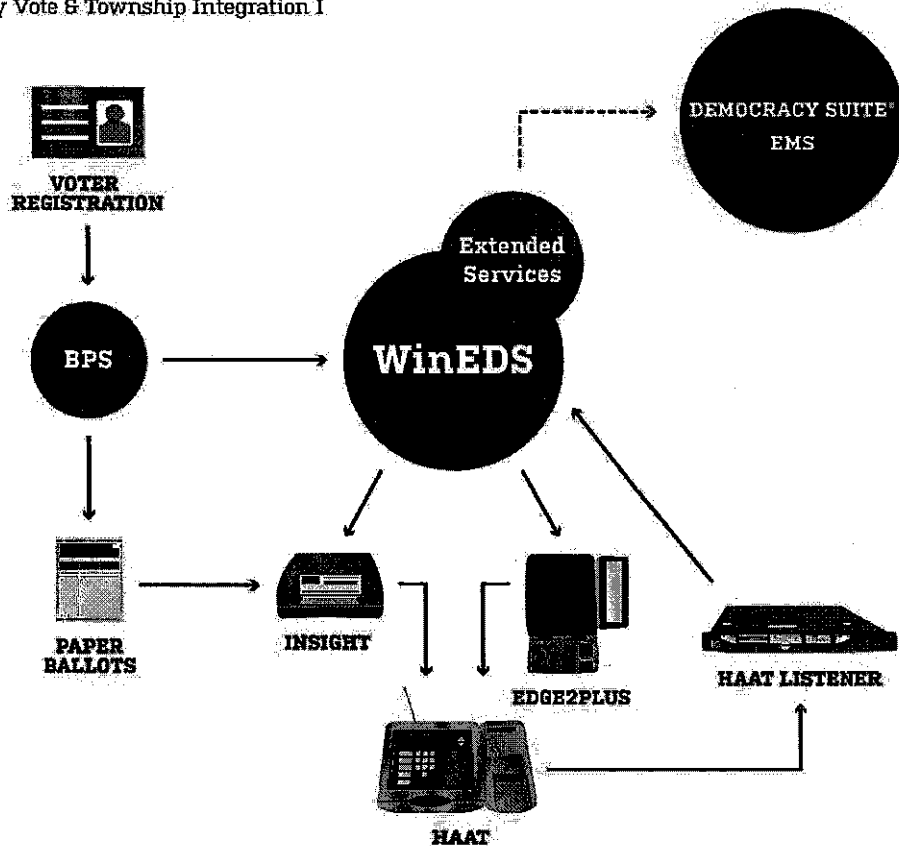 y Vote & Township Integration I
DEMOCRACY SUITE®
EMS
VOTER
REGISTRATION
Extended
Services
BPS
WinEDS
PAPER
BALLOTS
INSIGHT
EDGE2PLUS
HAAT LISTENER
HAAT